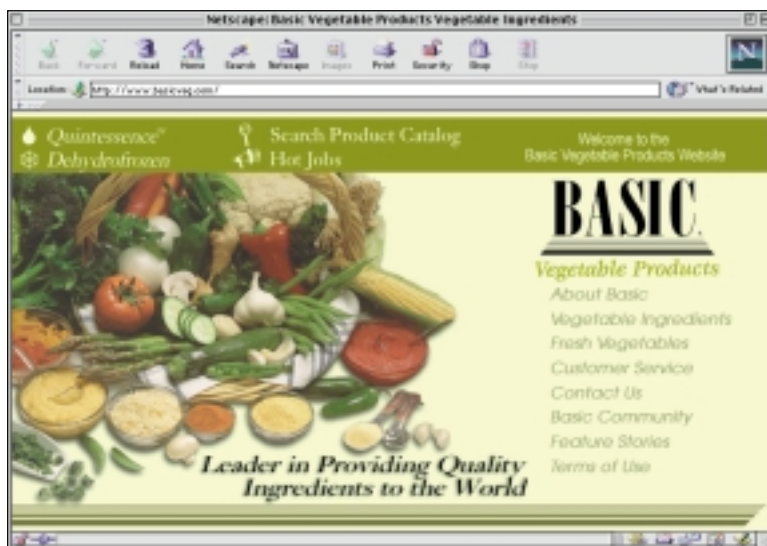 Netscape: Basic Vegetable Products Vegetable Ingredients
Back Forward Reload Home Search Netscape Images Print Security Shop Stop
Location: http://www.basicveg.com/ What's Related
Quintessence™ Search Product Catalog
Dehydrofrozen Hot Jobs
Welcome to the
Basic Vegetable Products Website
BASIC
Vegetable Products
About Basic
Vegetable Ingredients
Fresh Vegetables
Customer Service
Contact Us
Basic Community
Feature Stories
Terms of Use
Leader in Providing Quality
Ingredients to the World